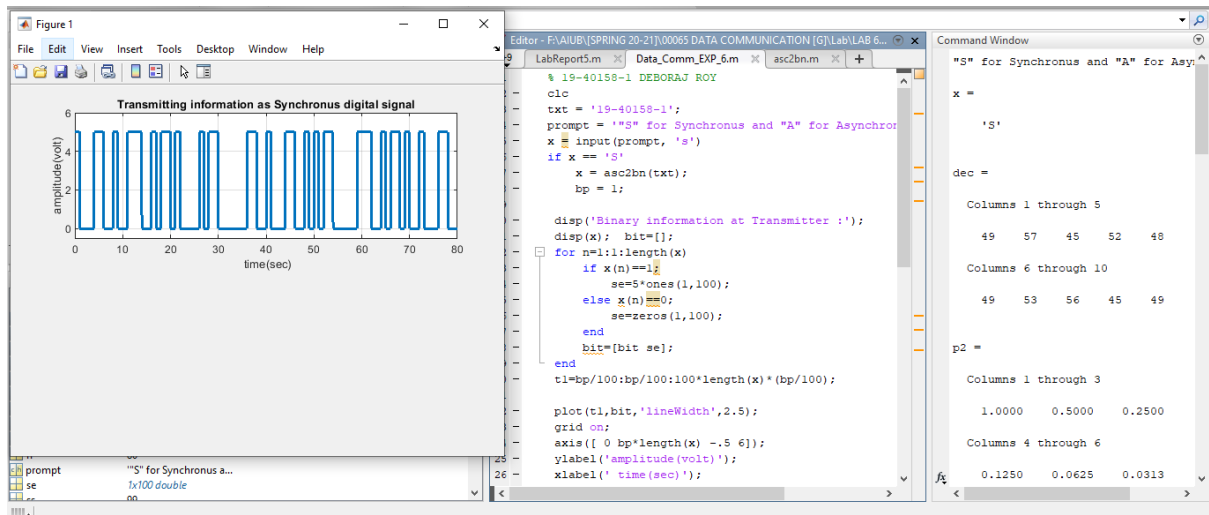 Figure 1
File Edit View Insert Tools Desktop Window Help
Transmitting information as Synchronus digital signal
amplitude(volt)
6
4
2
0
0 10 20 30 40 50 60 70 80
time(sec)
prompt '"S" for Synchronus a...
se 1x100 double
Editor - F:\AIUB\[SPRING 20-21]\00065 DATA COMMUNICATION [G]\Lab\LAB 6...
LabReport5.m Data_Comm_EXP_6.m asc2bn.m +
% 19-40158-1 DEBORAJ ROY
clc
txt = '19-40158-1';
prompt = '"S" for Synchronus and "A" for Asynchron
x = input(prompt, 's')
if x == 'S'
x = asc2bn(txt);
bp = 1;
disp('Binary information at Transmitter :');
disp(x); bit=[];
for n=1:1:length(x)
if x(n)==1;
se=5*ones(1,100);
else x(n)==0;
se=zeros(1,100);
end
bit=[bit se];
end
t1=bp/100:bp/100:100*length(x)*(bp/100);
plot(t1,bit,'lineWidth',2.5);
grid on;
axis([ 0 bp*length(x) -.5 6]);
25 ylabel('amplitude(volt)');
26 xlabel(' time(sec)');
Command Window
"S" for Synchronus and "A" for Asyn
x =
'S'
dec =
Columns 1 through 5
49 57 45 52 48
Columns 6 through 10
49 53 56 45 49
p2 =
Columns 1 through 3
1.0000 0.5000 0.2500
Columns 4 through 6
fx 0.1250 0.0625 0.0313